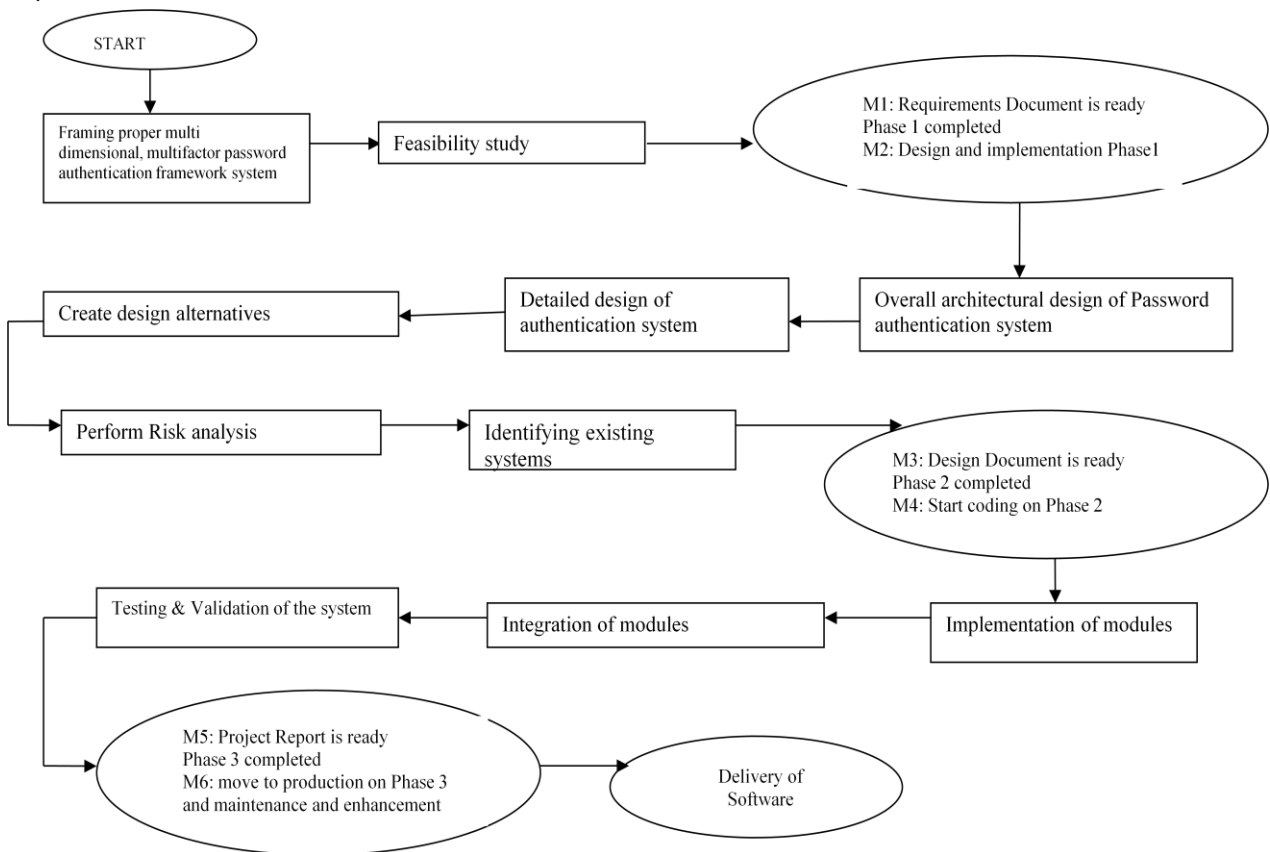 START
Framing proper multi
dimensional, multifactor password
authentication framework system
Feasibility study
M1: Requirements Document is ready
Phase 1 completed
M2: Design and implementation Phase1
Overall architectural design of Password
authentication system
Detailed design of
authentication system
Create design alternatives
Perform Risk analysis
Identifying existing
systems
M3: Design Document is ready
Phase 2 completed
M4: Start coding on Phase 2
Implementation of modules
Integration of modules
Testing & Validation of the system
M5: Project Report is ready
Phase 3 completed
M6: move to production on Phase 3
and maintenance and enhancement
Delivery of
Software